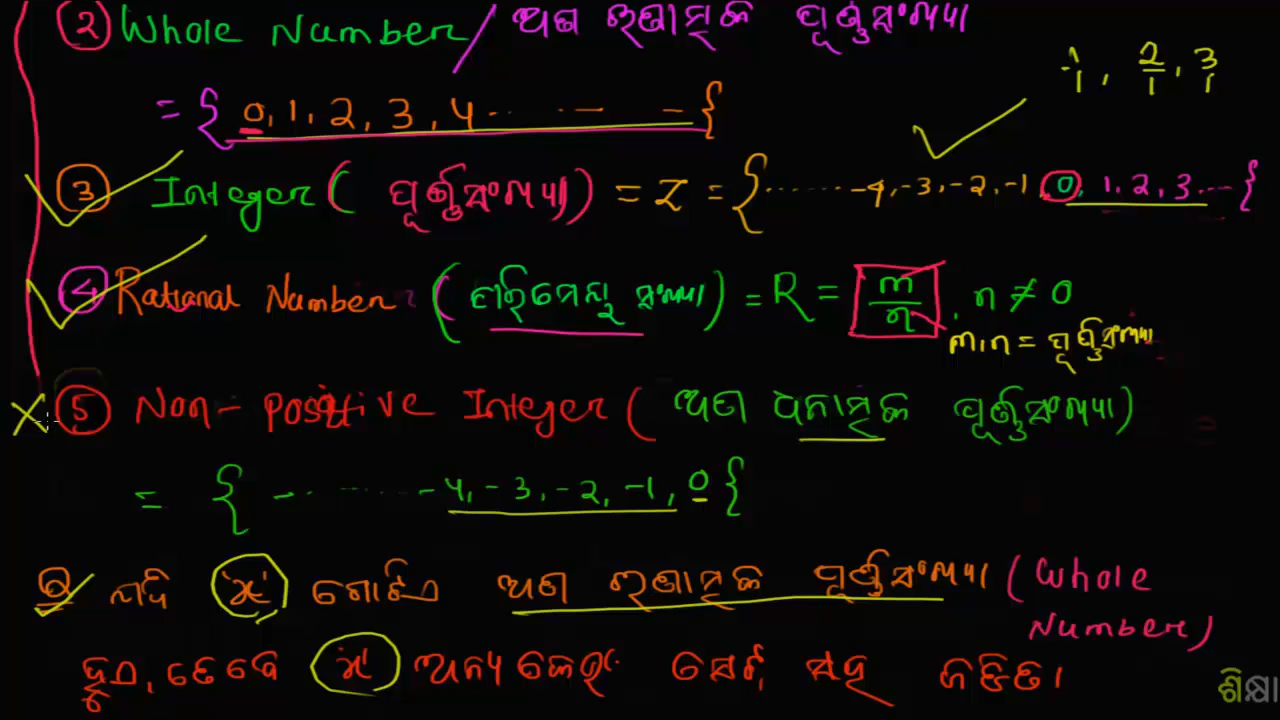 ② Whole Number / ଅଣ ଋଣାତ୍ମକ ପୂର୍ଣ୍ଣସଂଖ୍ୟା
1/1, 2/1, 3/1
= { 0, 1, 2, 3, 4 ..... — — {
③ Integer ( ପୂର୍ଣ୍ଣସଂଖ୍ୟା ) = Z = { ....... -4, -3, -2, -1, 0, 1, 2, 3 .... {
④ Rational Number ( ପରିମେୟ ସଂଖ୍ୟା ) = R = m/n, n ≠ 0
m, n = ପୂର୍ଣ୍ଣସଂଖ୍ୟା
⑤ Non-Positive Integer ( ଅଣ ଧନାତ୍ମକ ପୂର୍ଣ୍ଣସଂଖ୍ୟା )
= { - ........ -4, -3, -2, -1, 0 {
ଯଦି 'x' ଗୋଟିଏ ଅଣ ଋଣାତ୍ମକ ପୂର୍ଣ୍ଣସଂଖ୍ୟା ( Whole
Number )
ହୁଏ, ତେବେ 'x' ଅନ୍ୟ କେଉଁ ସେଟ୍ ସହ ଜଡିତ।
ଶିକ୍ଷା